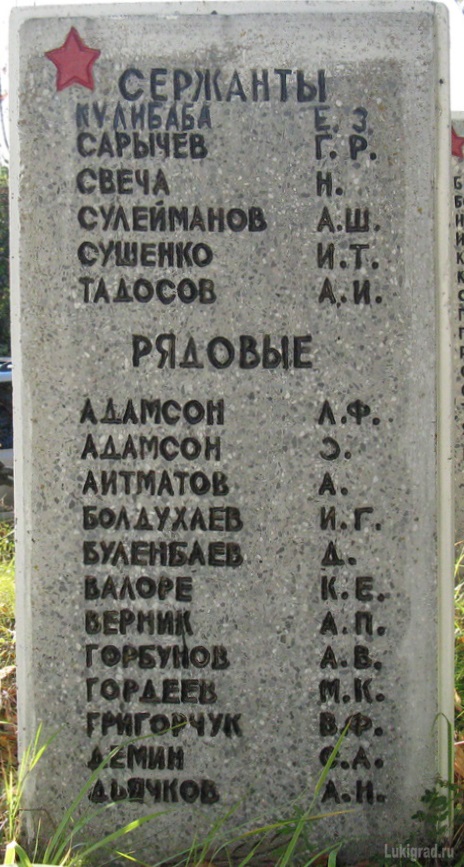 СЕРЖАНТЫ
КУЛИБАБА Е. З.
САРЫЧЕВ Г. Р.
СВЕЧА Н.
СУЛЕЙМАНОВ А.Ш.
СУШЕНКО И.Т.
ТАДОСОВ А.И.
РЯДОВЫЕ
АДАМСОН Л.Ф.
АДАМСОН Э.
АИТМАТОВ А.
БОЛДУХАЕВ И.Г.
БУЛЕНБАЕВ Д.
ВАЛОРЕ К.Е.
ВЕРНИК А.П.
ГОРБУНОВ А.В.
ГОРДЕЕВ М.К.
ГРИГОРЧУК В.Ф.
ДЕМИН С.А.
ДЬЯЧКОВ А.Н.
Lukigrad.ru